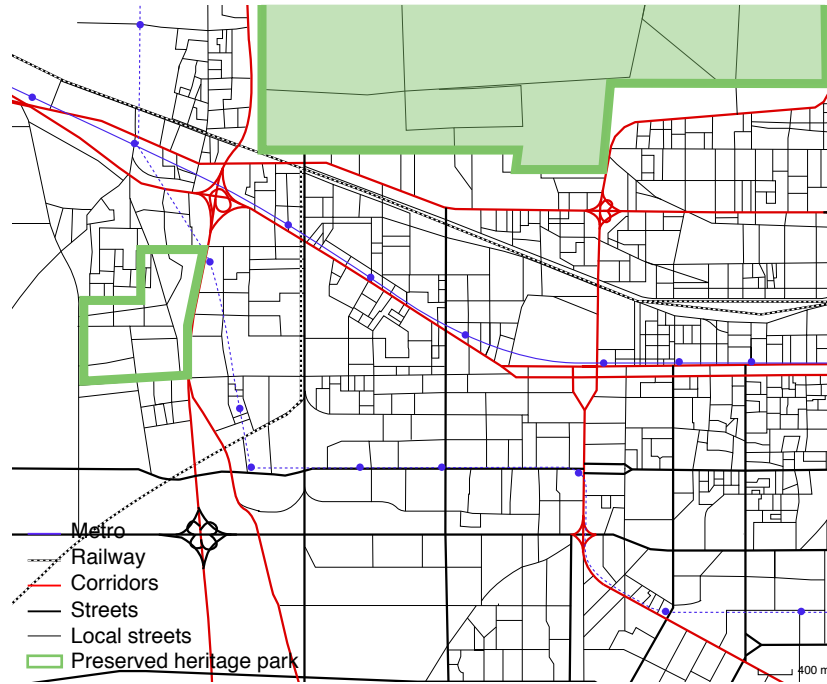 Metro
Railway
Corridors
Streets
Local streets
Preserved heritage park
400 m